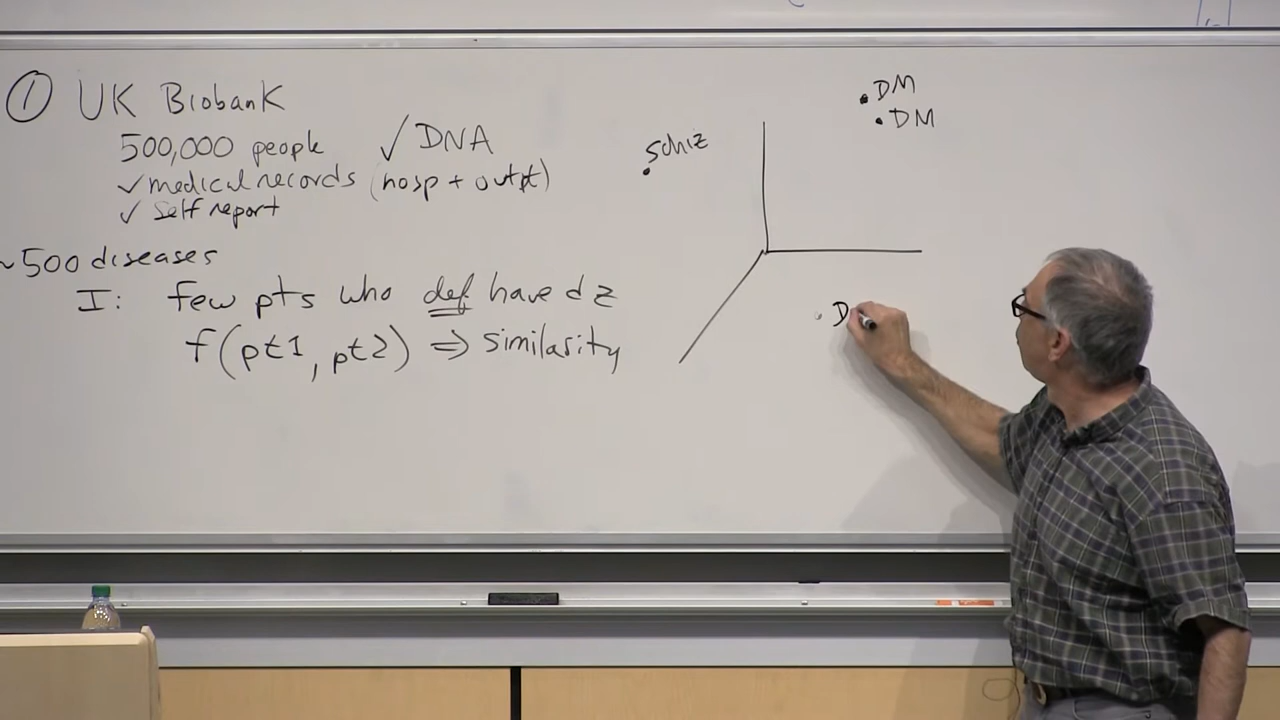 ① UK Biobank
500,000 people ✓ DNA
✓ medical records (hosp + outpt)
✓ self report
~500 diseases
I: few pts who def have dz
f(pt1, pt2) ⇒ similarity
schiz
DM
DM
D